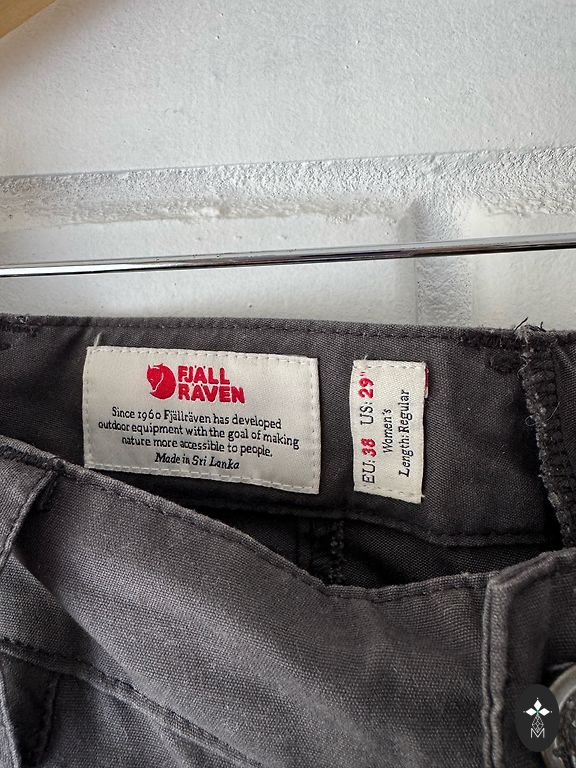 FJÄLL
RÄVEN
Since 1960 Fjällräven has developed
outdoor equipment with the goal of making
nature more accessible to people.
Made in Sri Lanka
EU: 38 US: 29"
Women's
Length: Regular
M